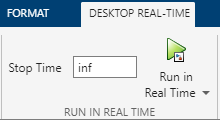 FORMAT
DESKTOP REAL-TIME
Stop Time
inf
Run in
Real Time
RUN IN REAL TIME